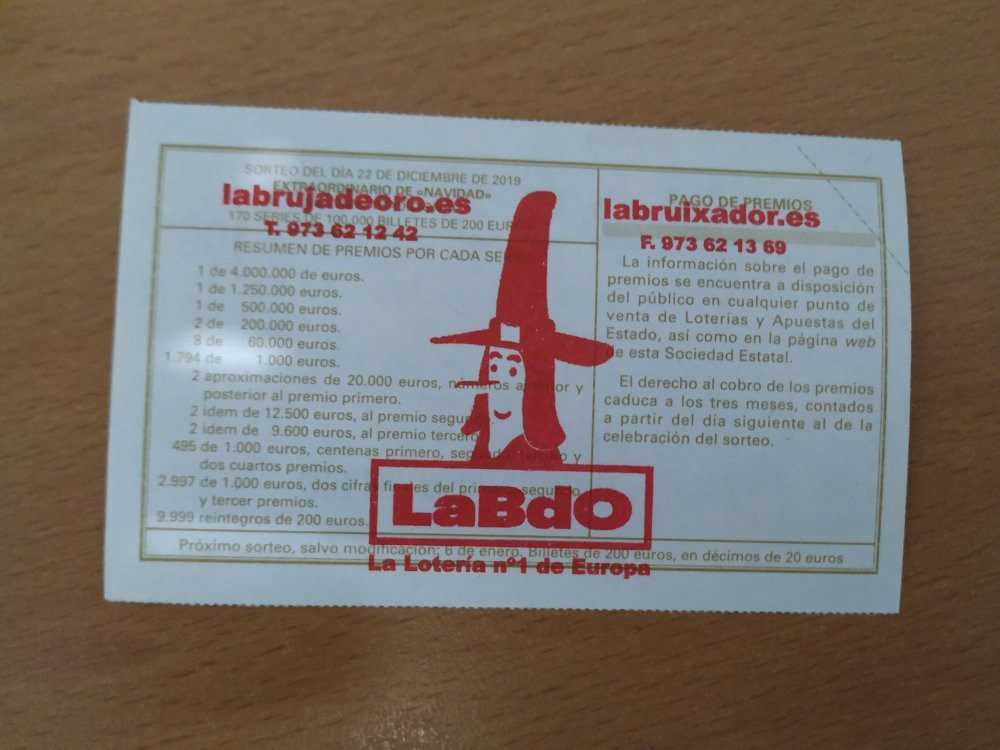 SORTEO DEL DÍA 22 DE DICIEMBRE DE 2019
EXTRAORDINARIO DE «NAVIDAD»
labrujadeoro.es
170 SERIES DE 100.000 BILLETES DE 200 EUR
T. 973 62 12 42
RESUMEN DE PREMIOS POR CADA SE
1 de 4.000.000 de euros.
1 de 1.250.000 euros.
1 de 500.000 euros.
2 de 200.000 euros.
8 de 60.000 euros.
1.794 de 1.000 euros.
2 aproximaciones de 20.000 euros, números anterior y
posterior al premio primero.
2 idem de 12.500 euros, al premio segun
2 idem de 9.600 euros, al premio tercero
495 de 1.000 euros, centenas primero, segundo, tercero y
dos cuartos premios.
2.997 de 1.000 euros, dos cifras finales del primero, segundo
y tercer premios.
9.999 reintegros de 200 euros.
PAGO DE PREMIOS
labruixador.es
F. 973 62 13 69
La información sobre el pago de
premios se encuentra a disposición
del público en cualquier punto de
venta de Loterías y Apuestas del
Estado, así como en la página web
de esta Sociedad Estatal.
El derecho al cobro de los premios
caduca a los tres meses, contados
a partir del día siguiente al de la
celebración del sorteo.
LaBdO
Próximo sorteo, salvo modificación: 6 de enero. Billetes de 200 euros, en décimos de 20 euros
La Lotería nº1 de Europa